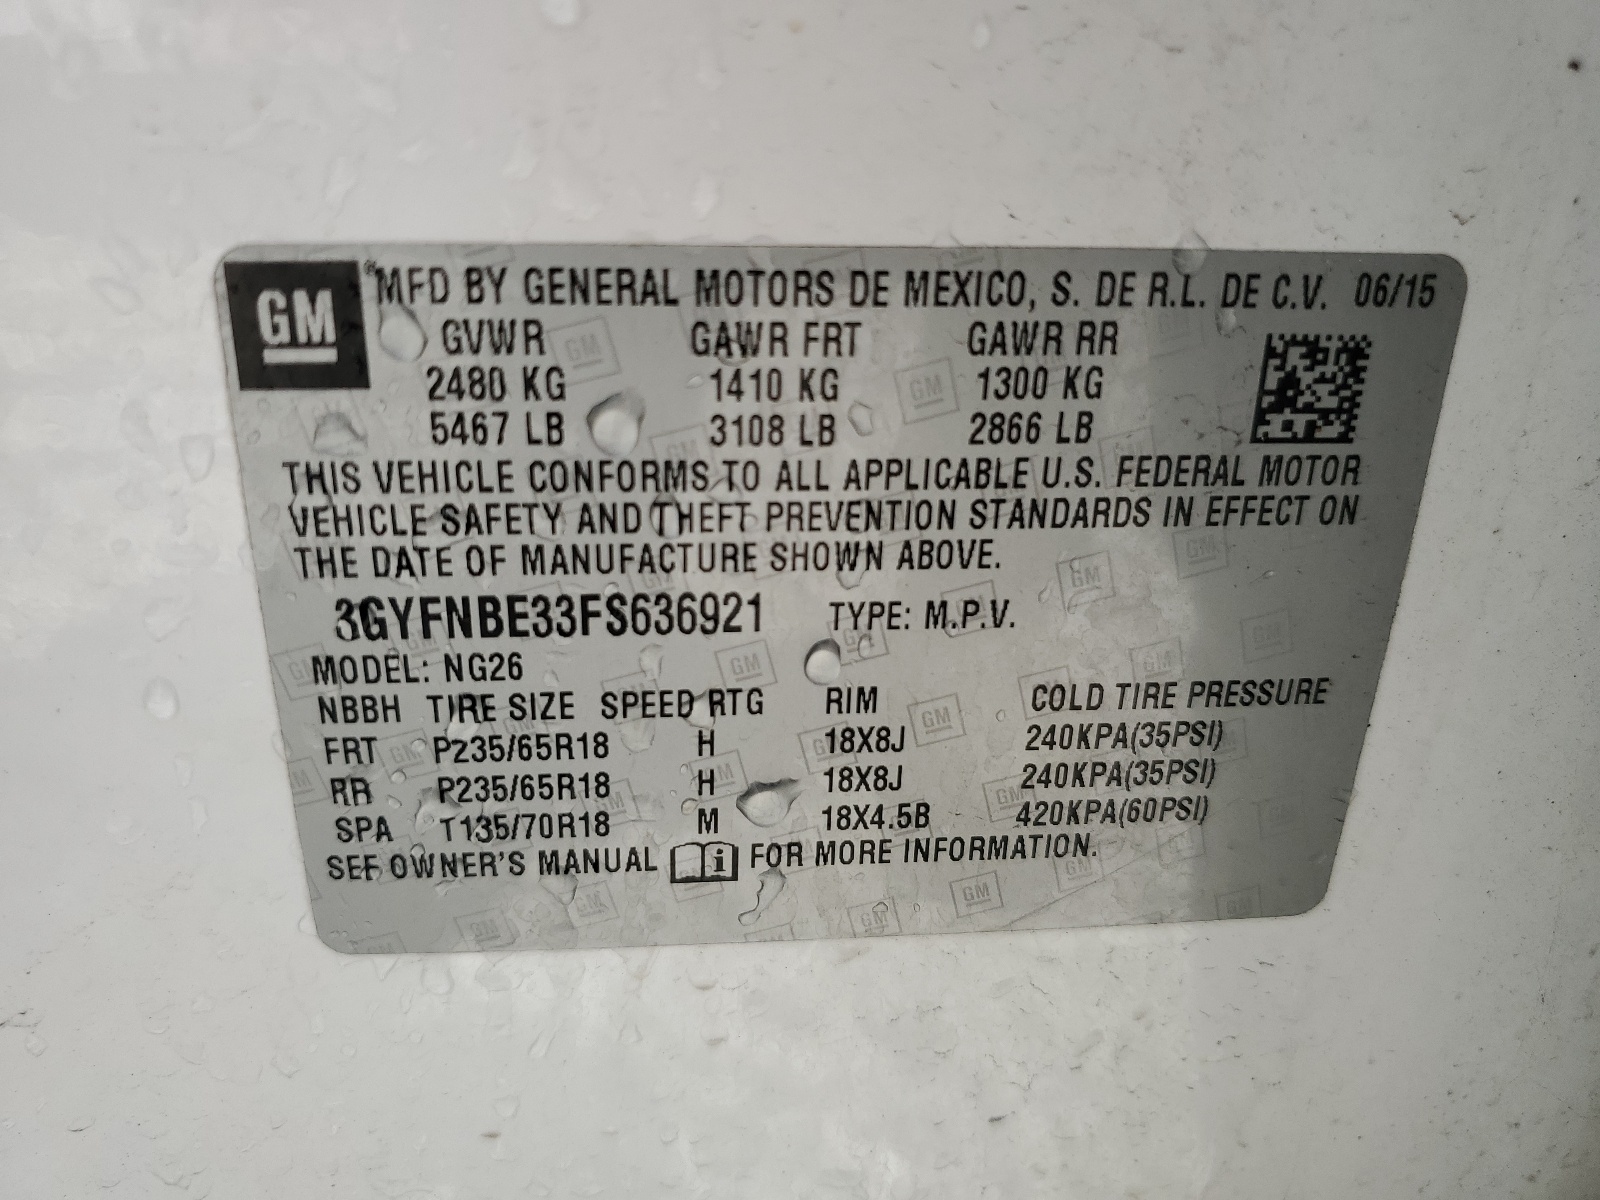 GM ® MFD BY GENERAL MOTORS DE MEXICO, S. DE R.L. DE C.V. 06/15
GVWR GAWR FRT GAWR RR
2480 KG 1410 KG 1300 KG
5467 LB 3108 LB 2866 LB
THIS VEHICLE CONFORMS TO ALL APPLICABLE U.S. FEDERAL MOTOR
VEHICLE SAFETY AND THEFT PREVENTION STANDARDS IN EFFECT ON
THE DATE OF MANUFACTURE SHOWN ABOVE.
3GYFNBE33FS636921 TYPE: M.P.V.
MODEL: NG26
NBBH TIRE SIZE SPEED RTG RIM COLD TIRE PRESSURE
FRT P235/65R18 H 18X8J 240KPA(35PSI)
RR P235/65R18 H 18X8J 240KPA(35PSI)
SPA T135/70R18 M 18X4.5B 420KPA(60PSI)
SEE OWNER'S MANUAL i FOR MORE INFORMATION.